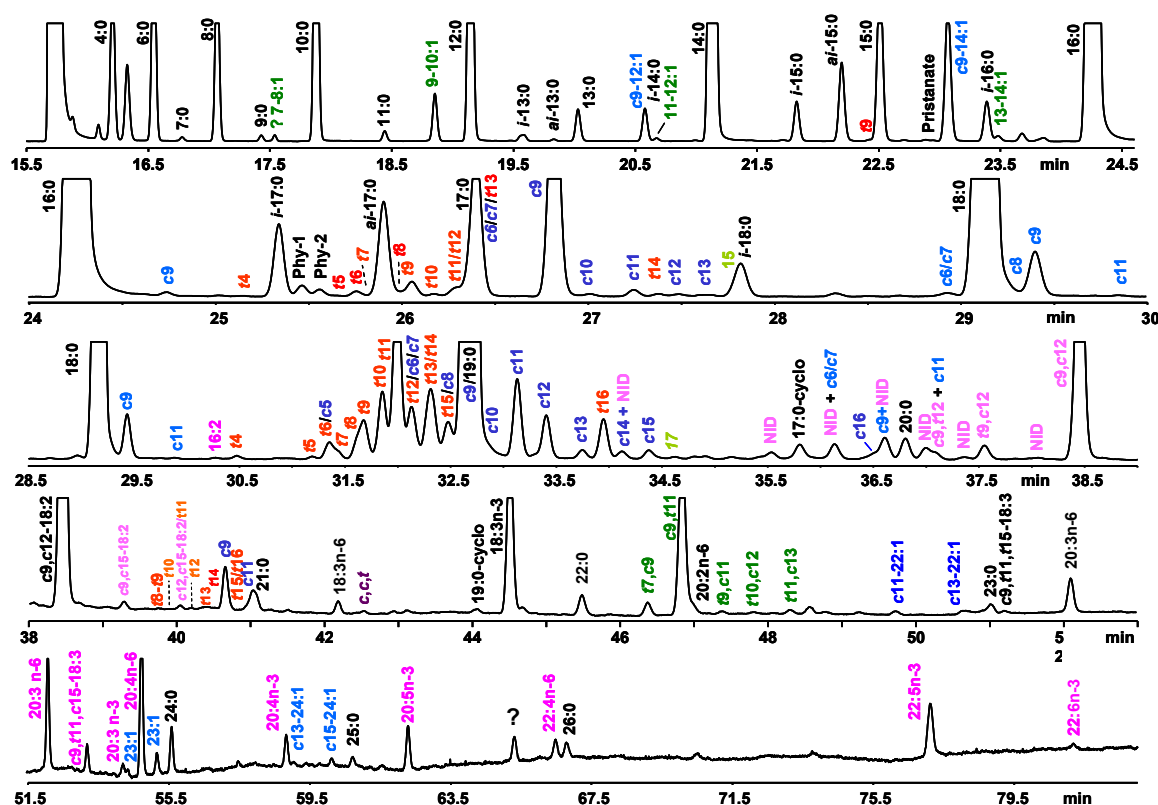 4:0
6:0
7:0
8:0
9:0
? 7-8:1
10:0
11:0
9-10:1
12:0
i-13:0
ai-13:0
13:0
c9-12:1
i-14:0
11-12:1
14:0
i-15:0
ai-15:0
t9
15:0
Pristanate
c9-14:1
i-16:0
13-14:1
16:0
15.5 16.5 17.5 18.5 19.5 20.5 21.5 22.5 23.5 min 24.5
16:0
c9
t4
i-17:0
Phy-1
Phy-2
t5
t6
t7
ai-17:0
t8
t9
t10
t11/t12
17:0
c6/c7/t13
c9
c10
c11
t14
c12
c13
15
i-18:0
c6/c7
18:0
c8
c9
c11
24 25 26 27 28 29 min 30
18:0
c9
c11
16:2
t4
t5
t6/c5
t7
t8
t9
t10
t11
t12/c6/c7
t13/t14
t15/c8
c9/19:0
c10
c11
c12
c13
t16
c14 + NID
c15
17
NID
17:0-cyclo
NID + c6/c7
c16
c9+NID
20:0
NID
c9,t12 + c11
NID
t9,c12
NID
c9,c12
28.5 29.5 30.5 31.5 32.5 33.5 34.5 35.5 36.5 37.5 min 38.5
c9,c12-18:2
c9,c15-18:2
t8-t9
t10
c12,c15-18:2/t11
t12
t13
t14
c9
t15/t16
c11
21:0
18:3n-6
c,c,t
19:0-cyclo
18:3n-3
22:0
t7,c9
c9,t11
20:2n-6
t9,c11
t10,c12
t11,c13
c11-22:1
c13-22:1
23:0
c9,t11,t15-18:3
20:3n-6
38 40 42 44 46 48 50 5 min
2
20:3 n-6
c9,t11,c15-18:3
20:3 n-3
23:1
20:4n-6
23:1
24:0
20:4n-3
c13-24:1
c15-24:1
25:0
20:5n-3
?
22:4n-6
26:0
22:5n-3
22:6n-3
51.5 55.5 59.5 63.5 67.5 71.5 75.5 79.5 min